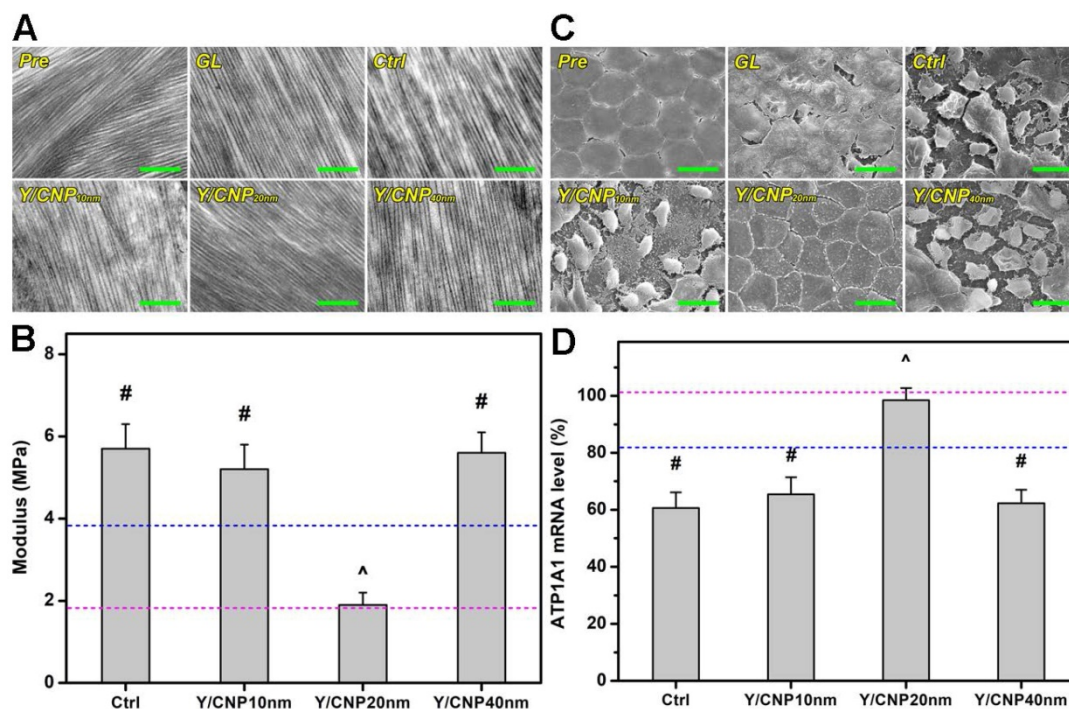 A
Pre
GL
Ctrl
Y/CNP10nm
Y/CNP20nm
Y/CNP40nm
C
Pre
GL
Ctrl
Y/CNP10nm
Y/CNP20nm
Y/CNP40nm
B
Modulus (MPa)
8
6
4
2
0
#
#
^
#
Ctrl
Y/CNP10nm
Y/CNP20nm
Y/CNP40nm
D
ATP1A1 mRNA level (%)
100
80
60
40
20
0
#
#
^
#
Ctrl
Y/CNP10nm
Y/CNP20nm
Y/CNP40nm